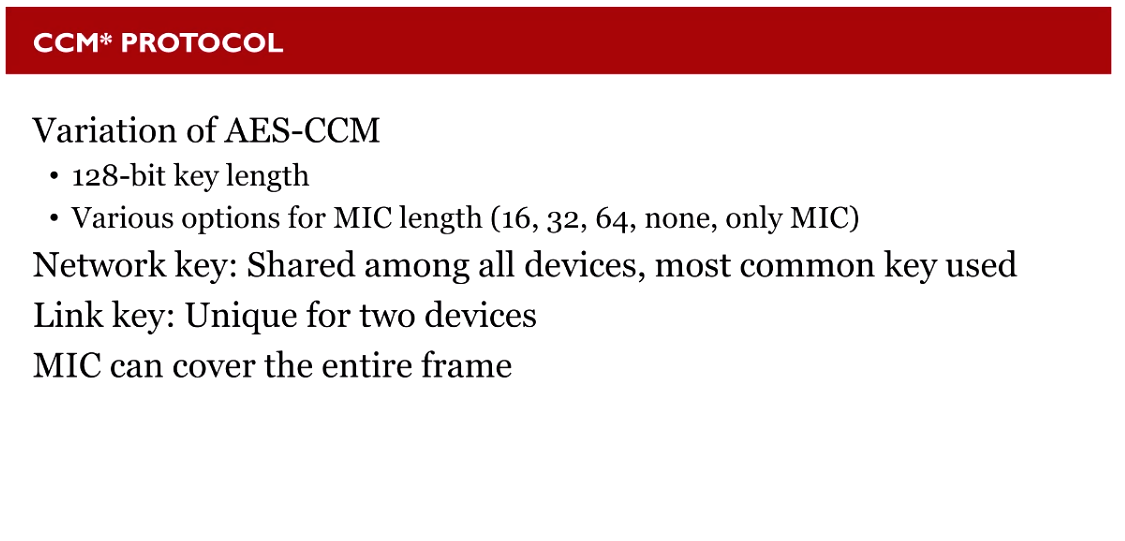 CCM* PROTOCOL
Variation of AES-CCM
• 128-bit key length
• Various options for MIC length (16, 32, 64, none, only MIC)
Network key: Shared among all devices, most common key used
Link key: Unique for two devices
MIC can cover the entire frame